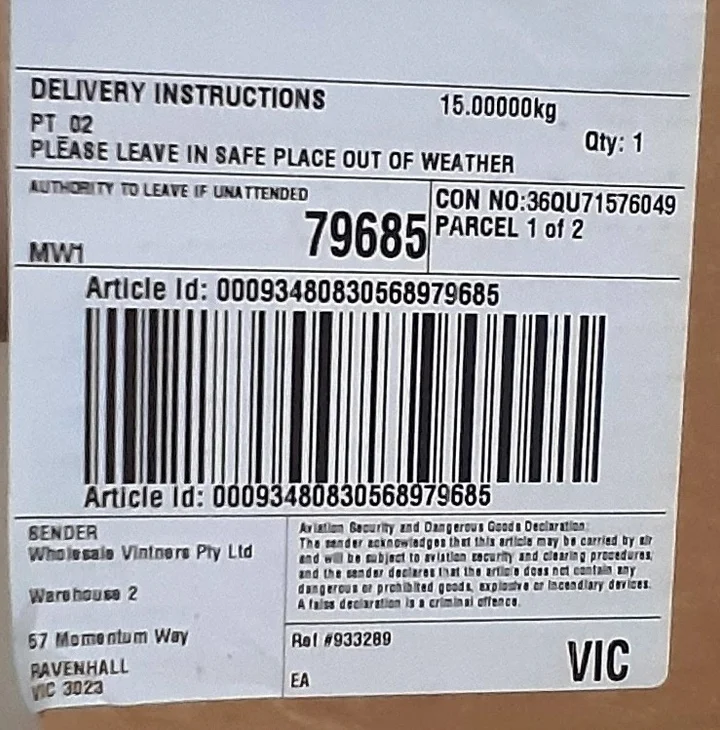 DELIVERY INSTRUCTIONS
15.00000kg
PT 02
Qty: 1
PLEASE LEAVE IN SAFE PLACE OUT OF WEATHER
AUTHORITY TO LEAVE IF UNATTENDED
CON NO:36QU71576049
79685
PARCEL 1 of 2
MW1
Article Id: 00093480830568979685
Article Id: 00093480830568979685
SENDER
Wholesale Vintners Pty Ltd
Warehouse 2
57 Momentum Way
RAVENHALL
VIC 3023
Aviation Security and Dangerous Goods Declaration:
The sender acknowledges that this article may be carried by air
and will be subject to aviation security and clearing procedures;
and the sender declares that the article does not contain any
dangerous or prohibited goods, explosive or incendiary devices.
A false declaration is a criminal offence.
Ref #933289
VIC
EA